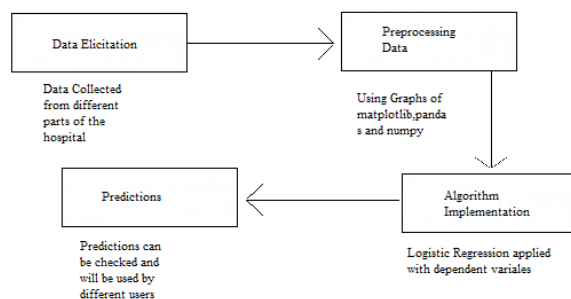 Data Elicitation
Data Collected
from different
parts of the
hospital
Preprocessing
Data
Using Graphs of
matplotlib,panda
s and numpy
Algorithm
Implementation
Logistic Regression applied
with dependent variales
Predictions
Predictions can
be checked and
will be used by
different users